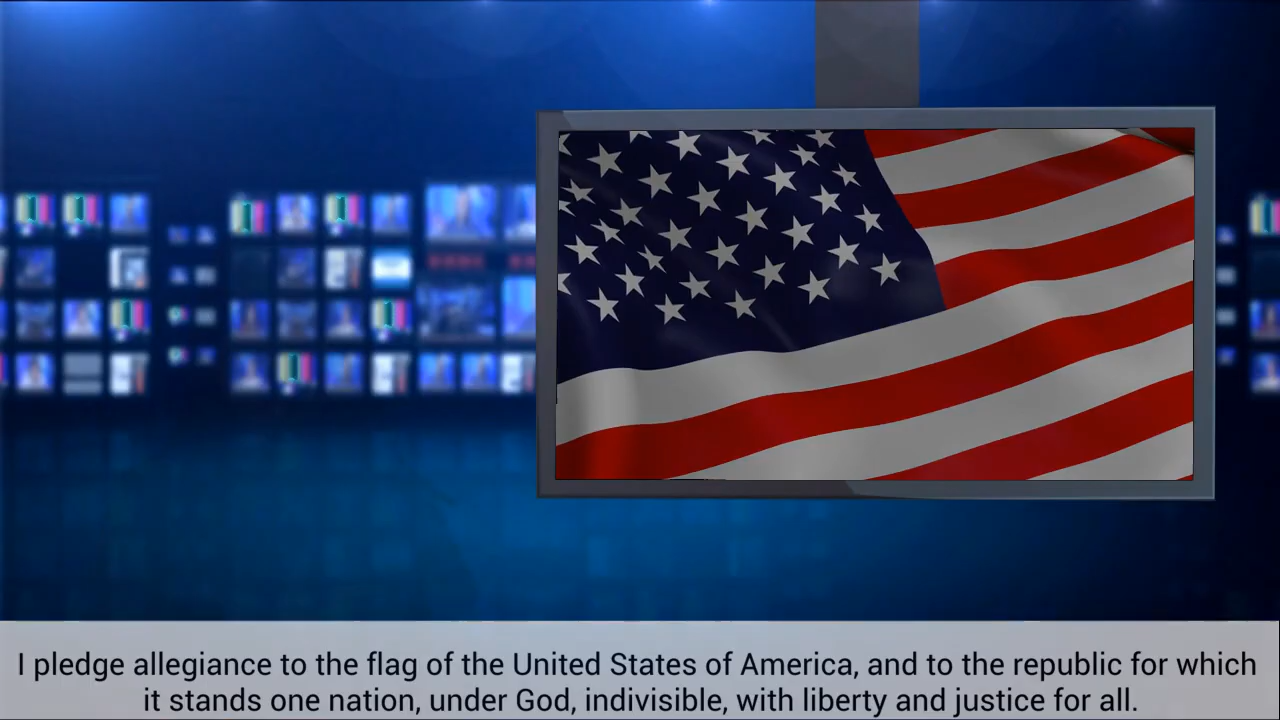 I pledge allegiance to the flag of the United States of America, and to the republic for which
it stands one nation, under God, indivisible, with liberty and justice for all.